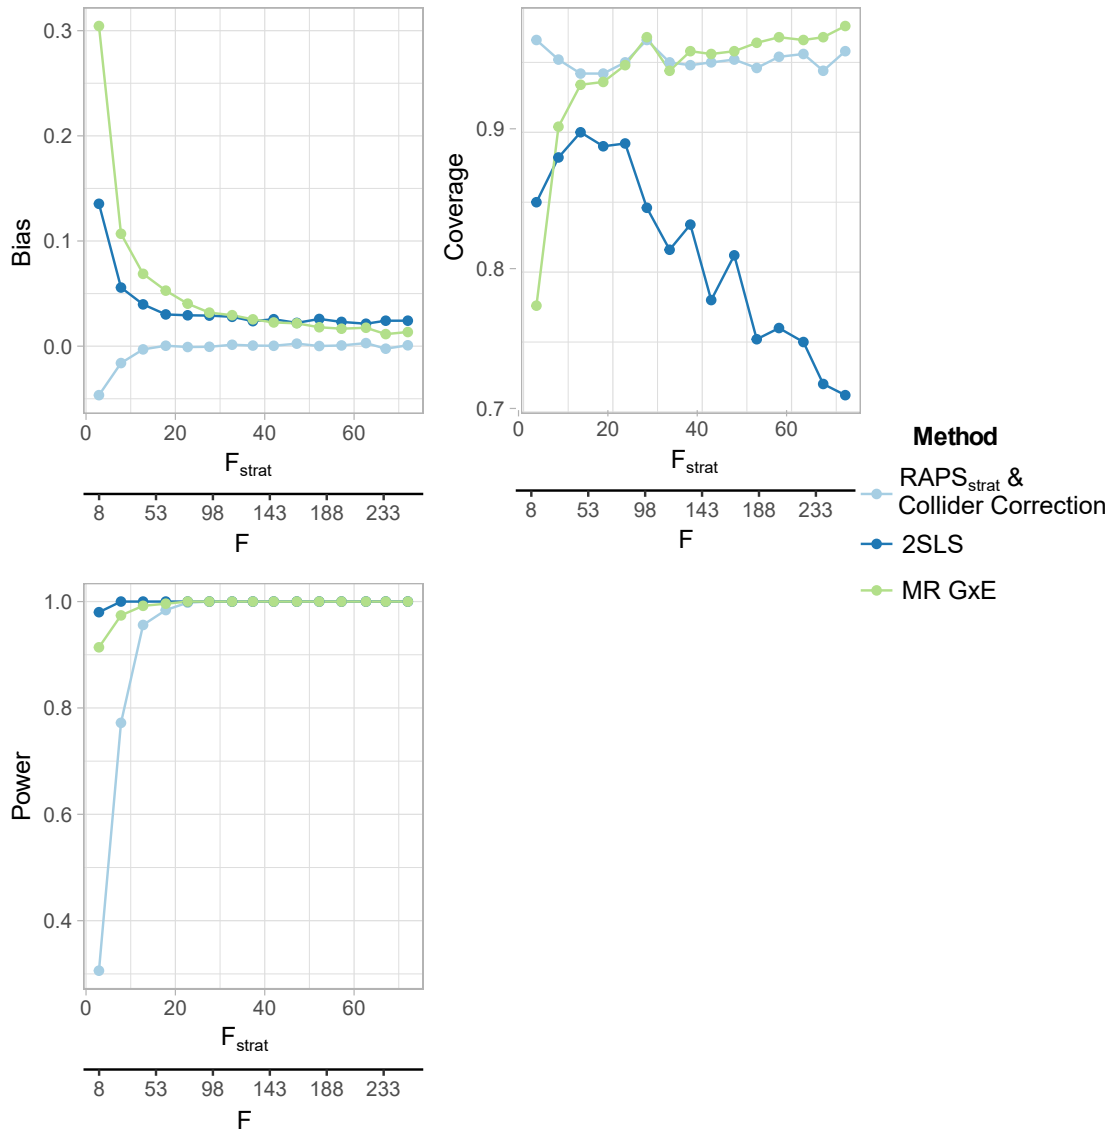 Bias
0.3
0.2
0.1
0.0
0 20 40 60
Fstrat
8 53 98 143 188 233
F
Coverage
0.9
0.8
0.7
0 20 40 60
Fstrat
8 53 98 143 188 233
F
Method
RAPSstrat &
Collider Correction
2SLS
MR GxE
Power
1.0
0.8
0.6
0.4
0 20 40 60
Fstrat
8 53 98 143 188 233
F